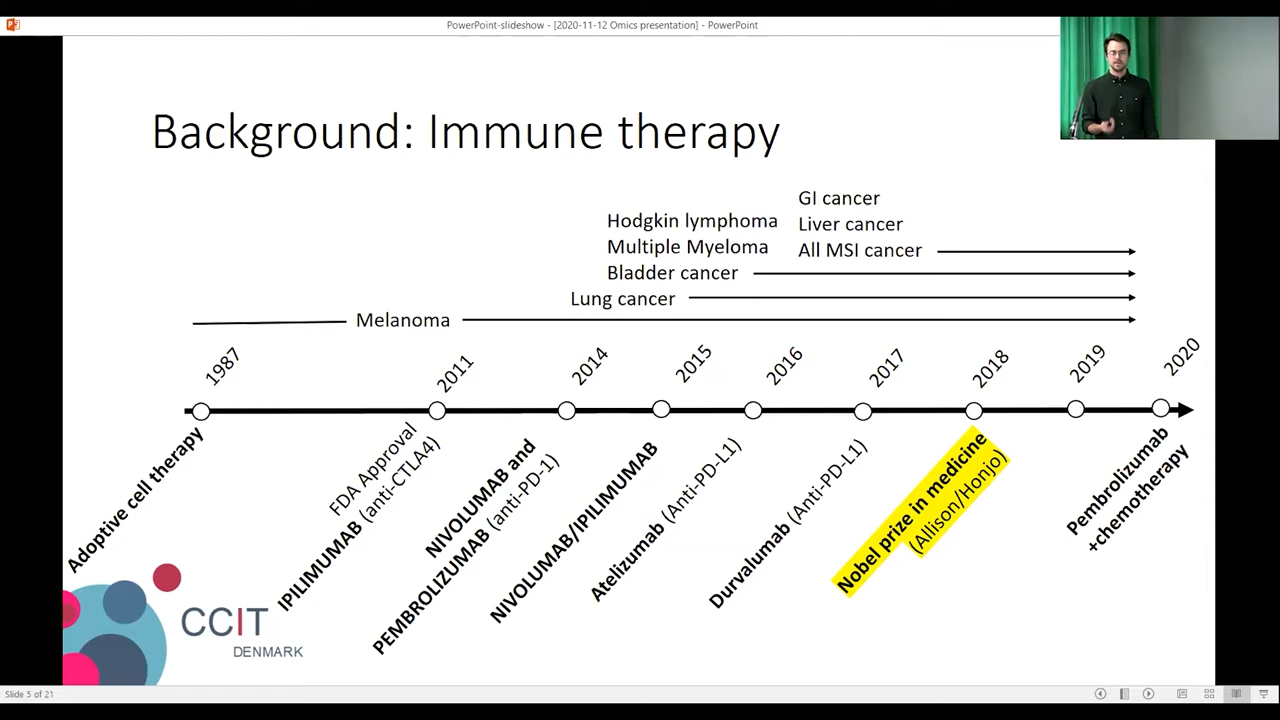 PowerPoint-slideshow - [2020-11-12 Omics presentation] - PowerPoint
Background: Immune therapy
GI cancer
Hodgkin lymphoma
Liver cancer
Multiple Myeloma
All MSI cancer
Bladder cancer
Lung cancer
Melanoma
1987
2011
2014
2015
2016
2017
2018
2019
2020
Adoptive cell therapy
FDA Approval
IPILIMUMAB (anti-CTLA4)
NIVOLUMAB and
PEMBROLIZUMAB (anti-PD-1)
NIVOLUMAB/IPILIMUMAB
Atelizumab (Anti-PD-L1)
Durvalumab (Anti-PD-L1)
Nobel prize in medicine
(Allison/Honjo)
Pembrolizumab
+chemotherapy
CCIT
DENMARK
Slide 5 of 21